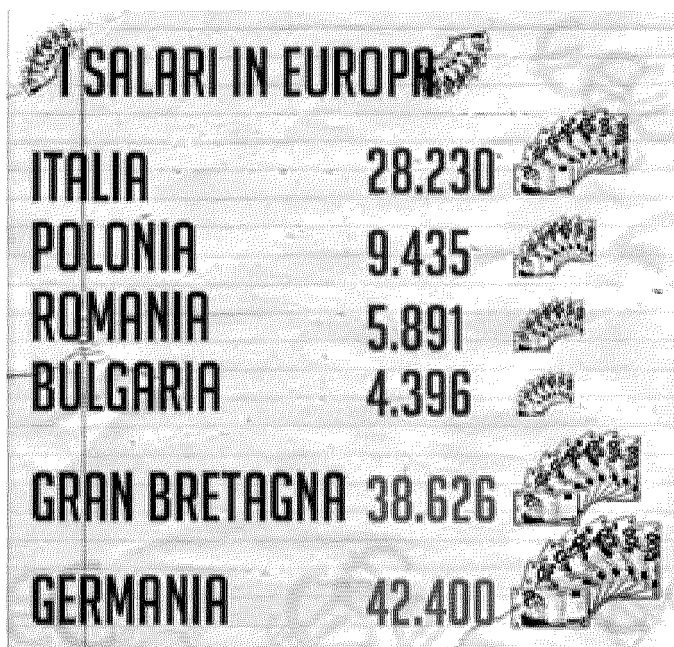 I SALARI IN EUROPA
ITALIA 28.230
POLONIA 9.435
ROMANIA 5.891
BULGARIA 4.396
GRAN BRETAGNA 38.626
GERMANIA 42.400